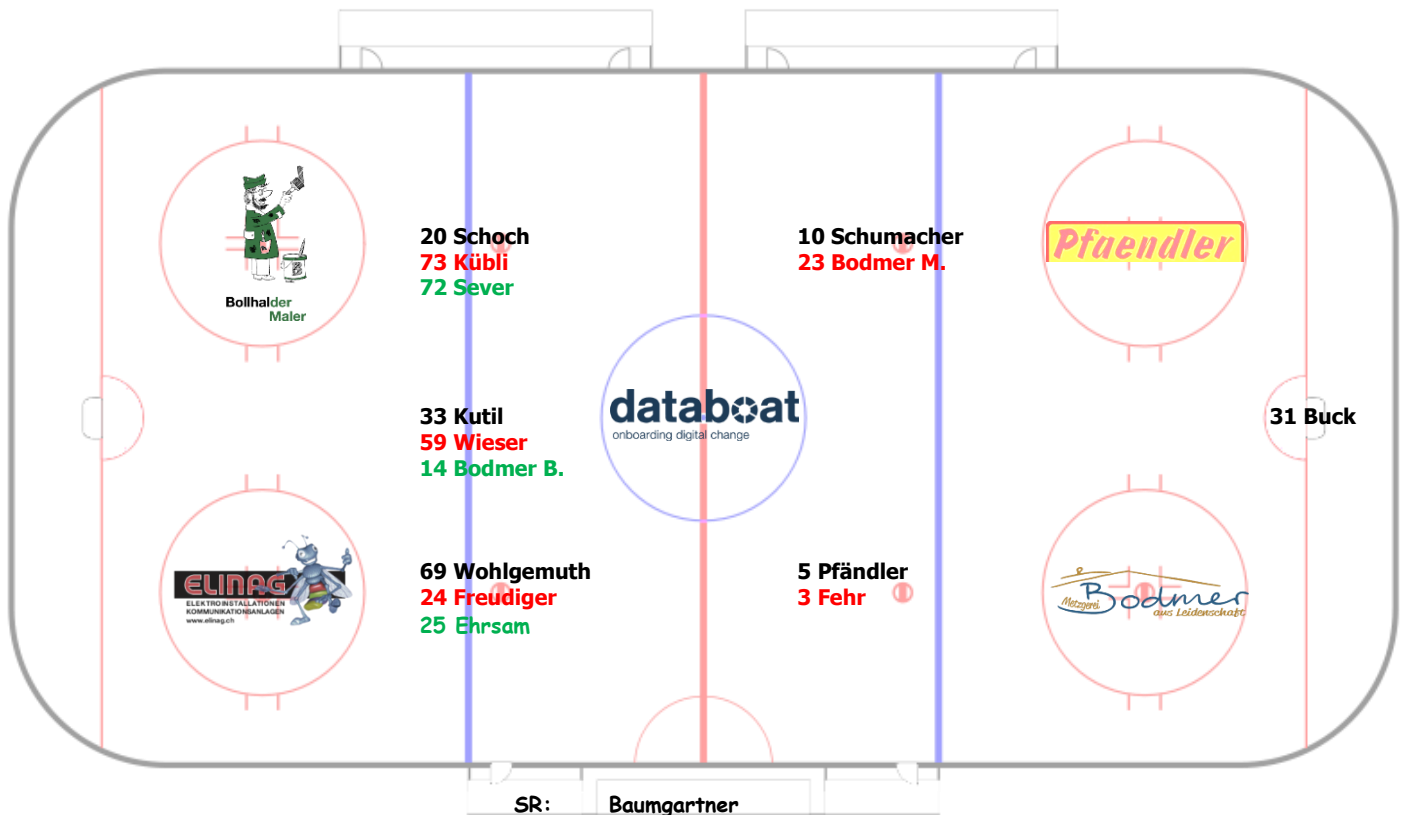 20 Schoch
73 Kübli
72 Sever
10 Schumacher
23 Bodmer M.
Pfaendler
Bollhalder
Maler
33 Kutil
59 Wieser
14 Bodmer B.
databoat
onboarding digital change
31 Buck
ELINAG
ELEKTROINSTALLATIONEN
KOMMUNIKATIONSANLAGEN
www.elinag.ch
69 Wohlgemuth
24 Freudiger
25 Ehrsam
5 Pfändler
3 Fehr
Metzgerei Bodmer
aus Leidenschaft
SR: Baumgartner